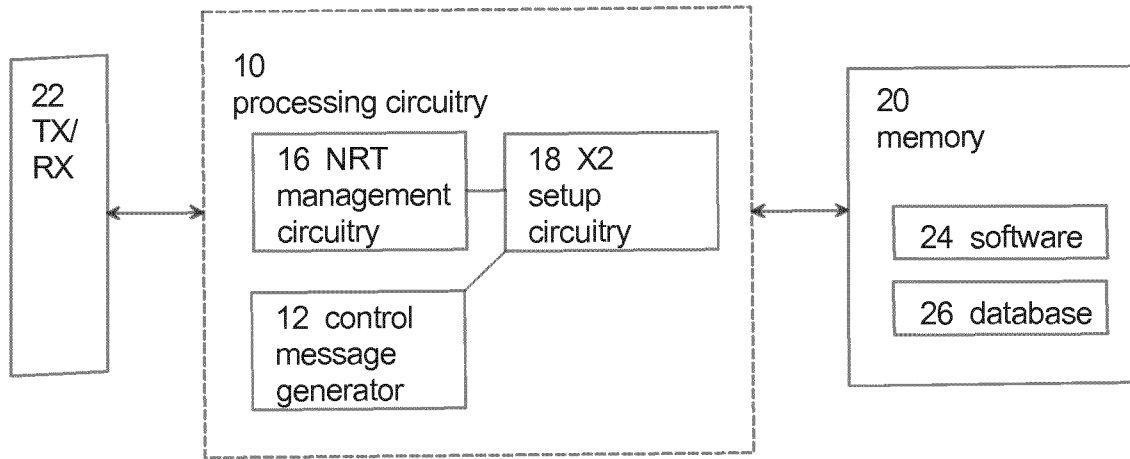 22
TX/
RX
10
processing circuitry
16 NRT
management
circuitry
18 X2
setup
circuitry
12 control
message
generator
20
memory
24 software
26 database